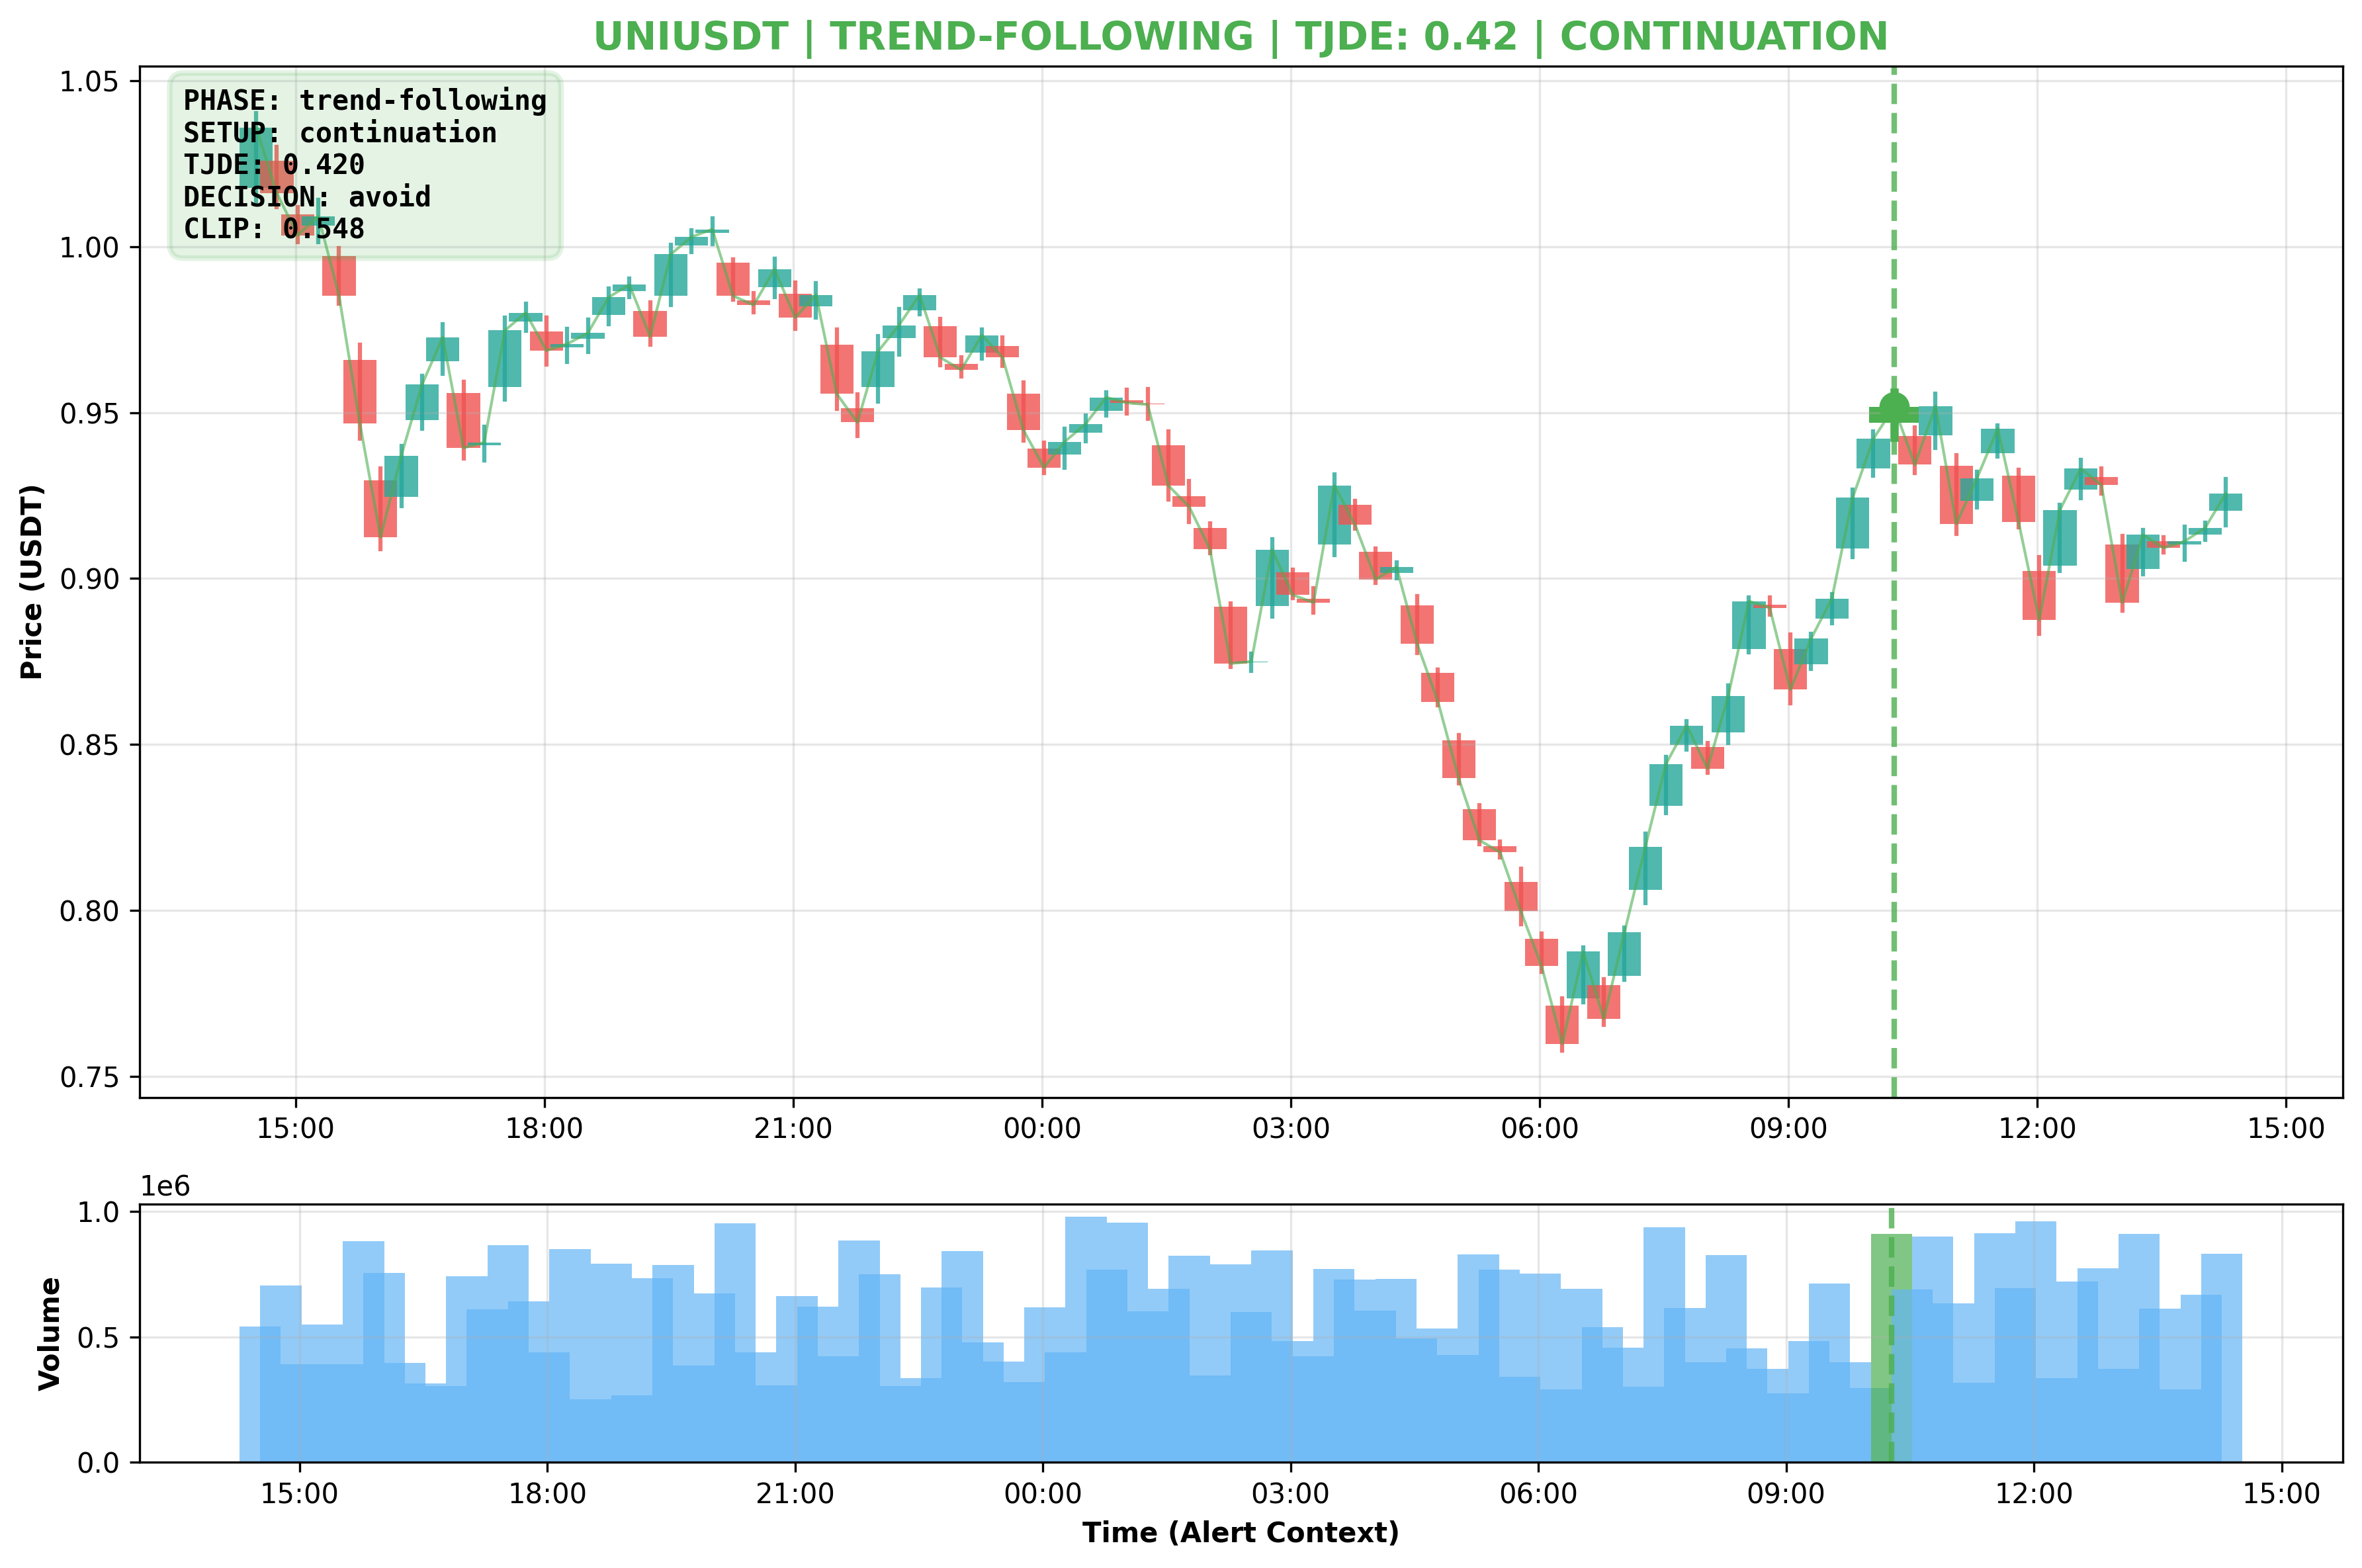 UNIUSDT | TREND-FOLLOWING | TJDE: 0.42 | CONTINUATION
PHASE: trend-following
SETUP: continuation
TJDE: 0.420
DECISION: avoid
CLIP: 0.548
Price (USDT)
1.05
1.00
0.95
0.90
0.85
0.80
0.75
15:00 18:00 21:00 00:00 03:00 06:00 09:00 12:00 15:00
1e6
Volume
1.0
0.5
0.0
15:00 18:00 21:00 00:00 03:00 06:00 09:00 12:00 15:00
Time (Alert Context)